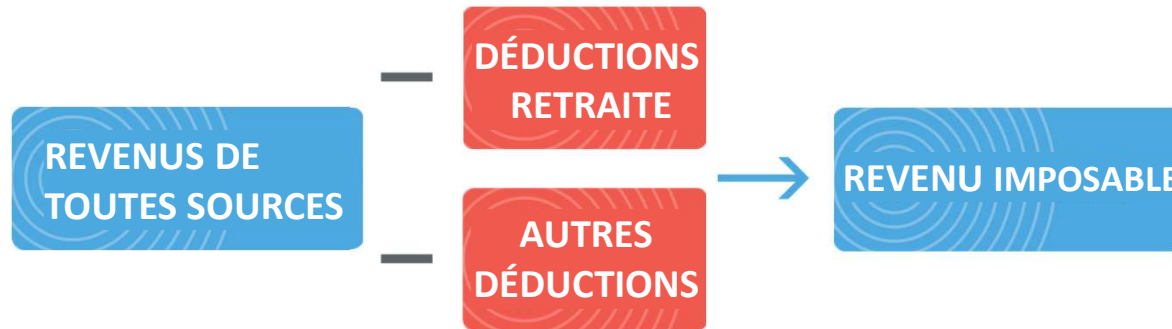 REVENUS DE
TOUTES SOURCES
DÉDUCTIONS
RETRAITE
AUTRES
DÉDUCTIONS
REVENU IMPOSABLE